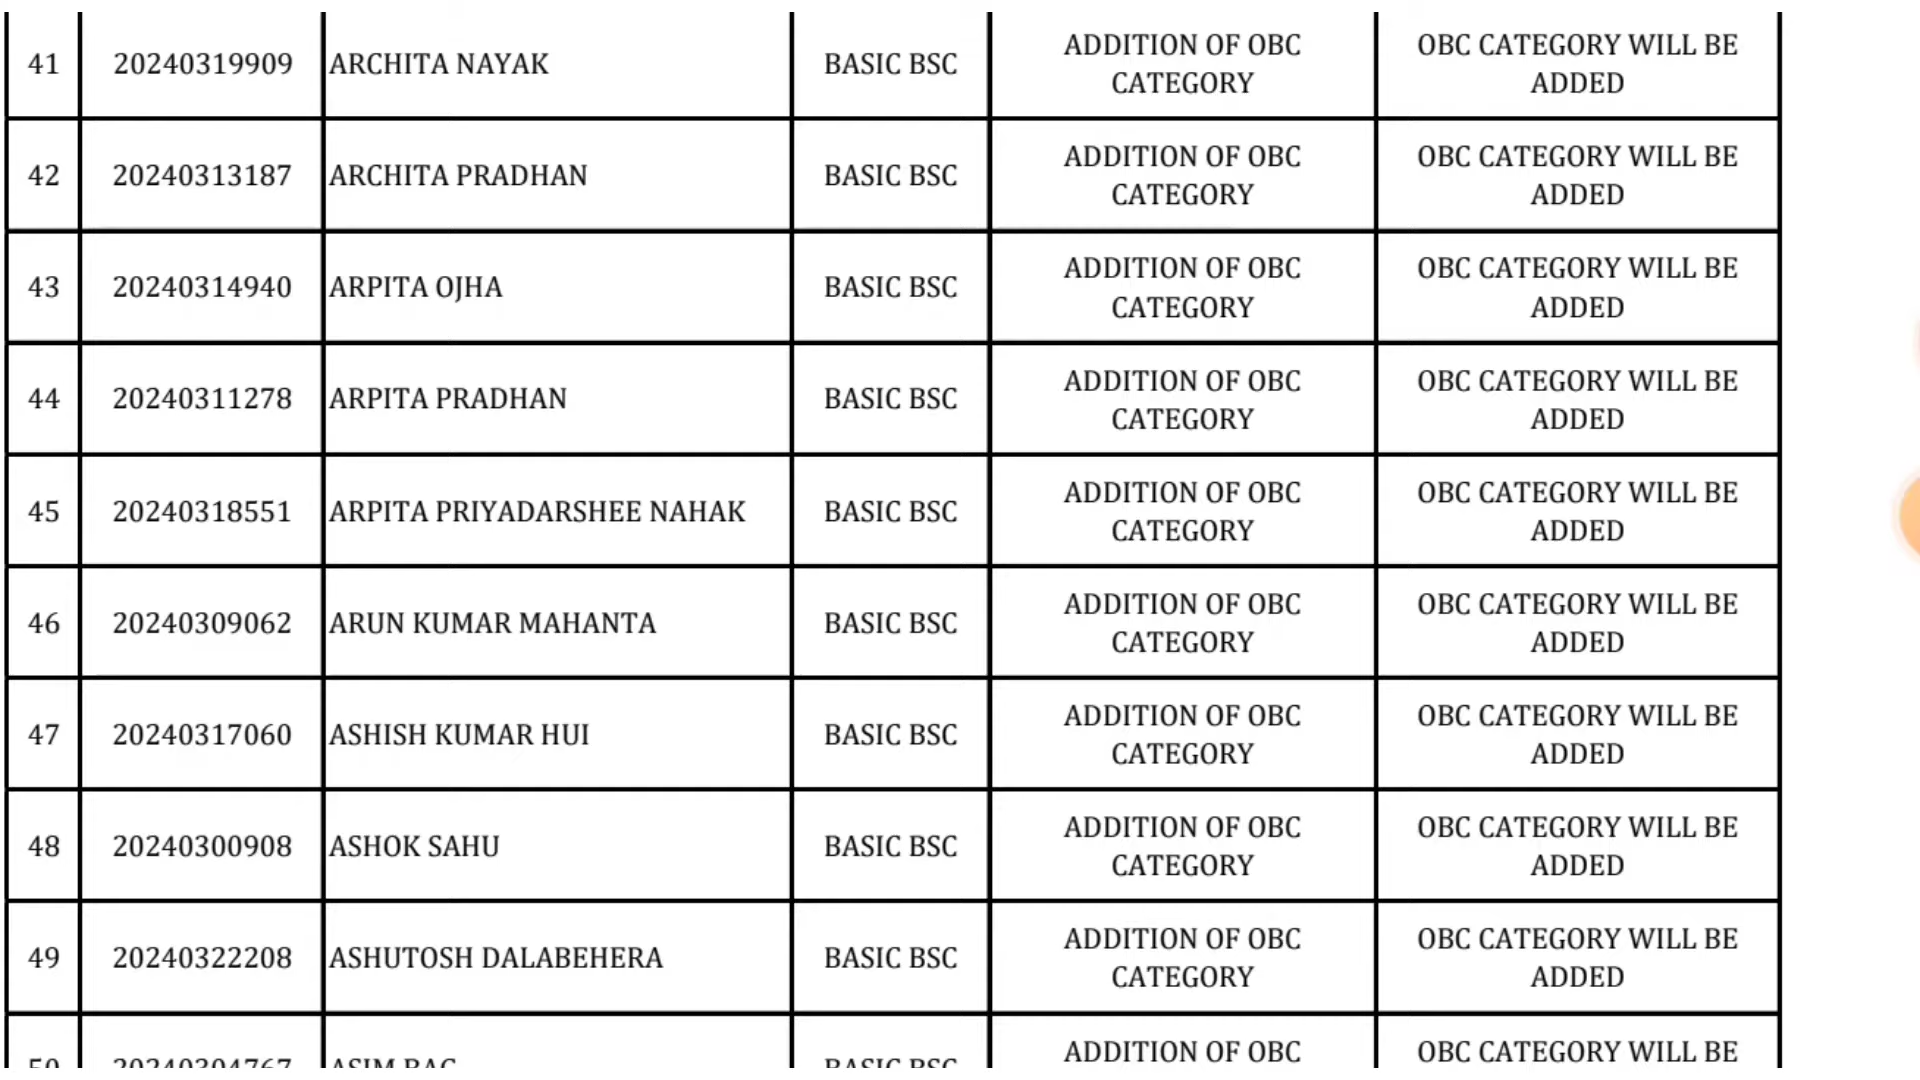 41 20240319909 ARCHITA NAYAK BASIC BSC ADDITION OF OBC CATEGORY OBC CATEGORY WILL BE ADDED
42 20240313187 ARCHITA PRADHAN BASIC BSC ADDITION OF OBC CATEGORY OBC CATEGORY WILL BE ADDED
43 20240314940 ARPITA OJHA BASIC BSC ADDITION OF OBC CATEGORY OBC CATEGORY WILL BE ADDED
44 20240311278 ARPITA PRADHAN BASIC BSC ADDITION OF OBC CATEGORY OBC CATEGORY WILL BE ADDED
45 20240318551 ARPITA PRIYADARSHEE NAHAK BASIC BSC ADDITION OF OBC CATEGORY OBC CATEGORY WILL BE ADDED
46 20240309062 ARUN KUMAR MAHANTA BASIC BSC ADDITION OF OBC CATEGORY OBC CATEGORY WILL BE ADDED
47 20240317060 ASHISH KUMAR HUI BASIC BSC ADDITION OF OBC CATEGORY OBC CATEGORY WILL BE ADDED
48 20240300908 ASHOK SAHU BASIC BSC ADDITION OF OBC CATEGORY OBC CATEGORY WILL BE ADDED
49 20240322208 ASHUTOSH DALABEHERA BASIC BSC ADDITION OF OBC CATEGORY OBC CATEGORY WILL BE ADDED
50 ASIM BASIC BSC ADDITION OF OBC OBC CATEGORY WILL BE